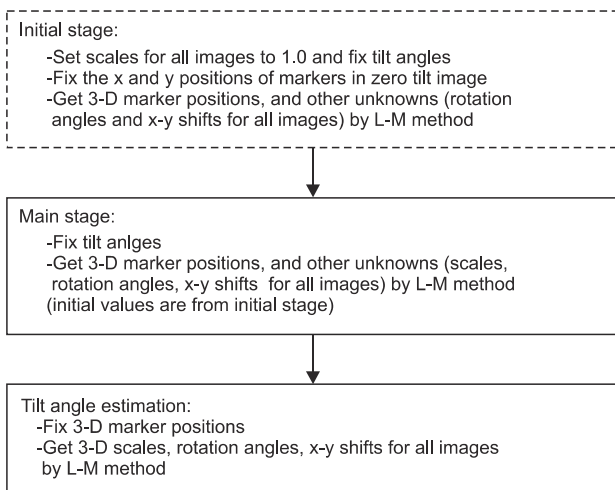 Initial stage:
-Set scales for all images to 1.0 and fix tilt angles
-Fix the x and y positions of markers in zero tilt image
-Get 3-D marker positions, and other unknowns (rotation
angles and x-y shifts for all images) by L-M method
Main stage:
-Fix tilt anlges
-Get 3-D marker positions, and other unknowns (scales,
rotation angles, x-y shifts for all images) by L-M method
(initial values are from initial stage)
Tilt angle estimation:
-Fix 3-D marker positions
-Get 3-D scales, rotation angles, x-y shifts for all images
by L-M method